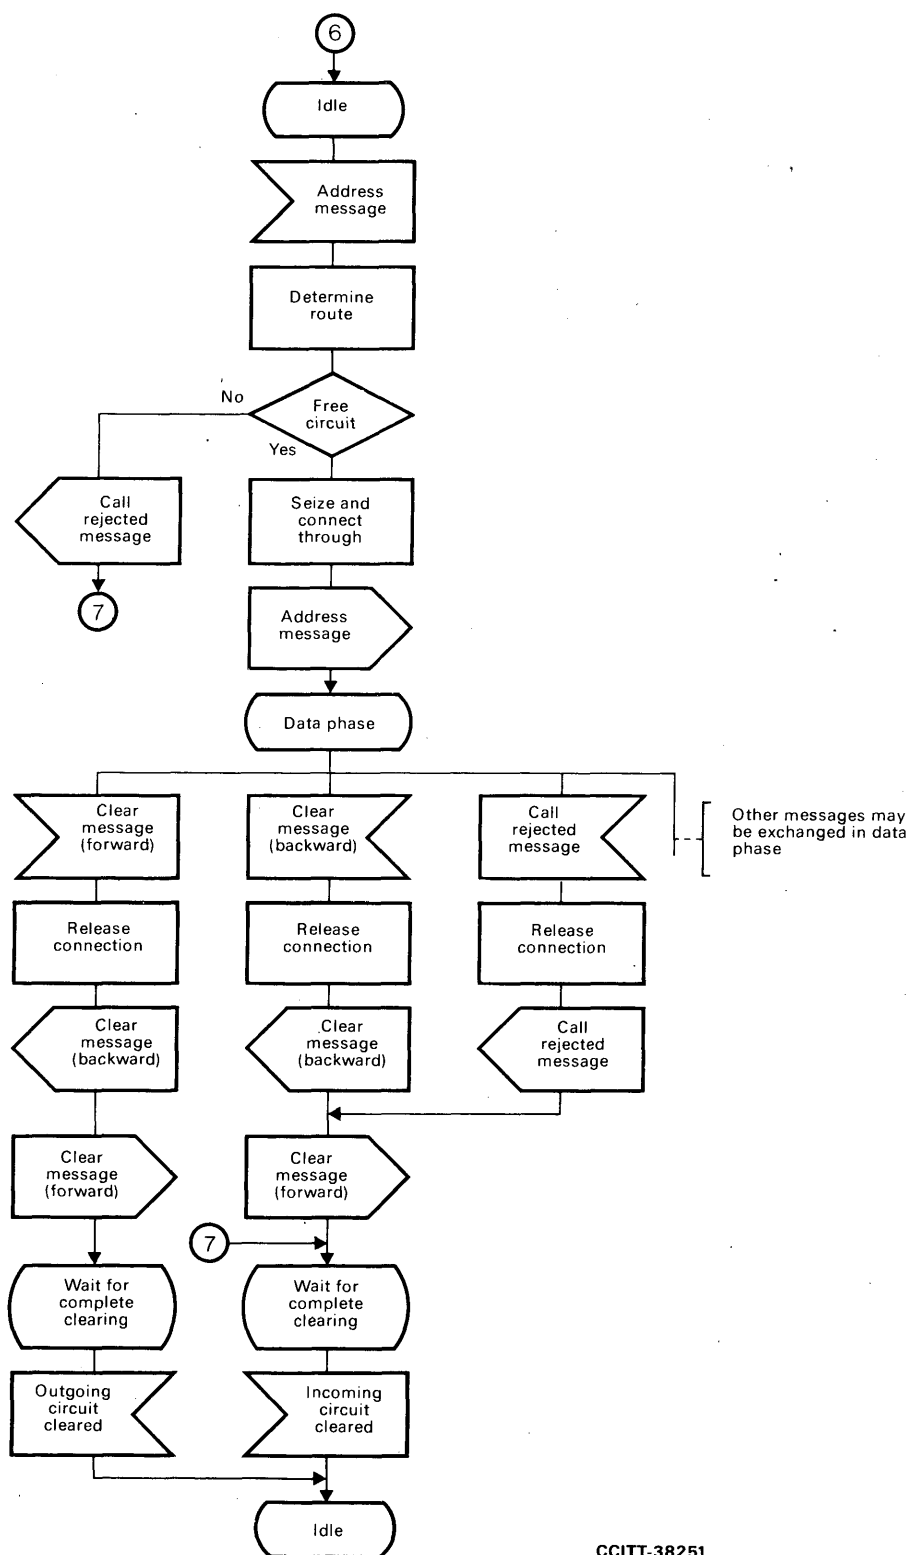 6
Idle
Address
message
Determine
route
No
Free
circuit
Yes
Call
rejected
message
Seize and
connect
through
7
Address
message
Data phase
Clear
message
(forward)
Clear
message
(backward)
Call
rejected
message
Other messages may
be exchanged in data
phase
Release
connection
Release
connection
Release
connection
Clear
message
(backward)
Clear
message
(backward)
Call
rejected
message
Clear
message
(forward)
Clear
message
(forward)
7
Wait for
complete
clearing
Wait for
complete
clearing
Outgoing
circuit
cleared
Incoming
circuit
cleared
Idle
CCITT-38251